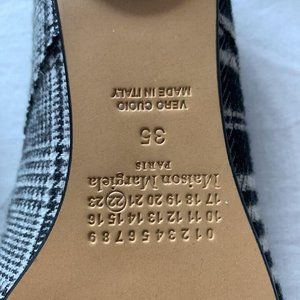 0 1 2 3 4 5 6 7 8 9
10 11 12 13 14 15 16
17 18 19 20 21 22 23
Maison Margiela
PARIS
35
VERO CUOIO
MADE IN ITALY